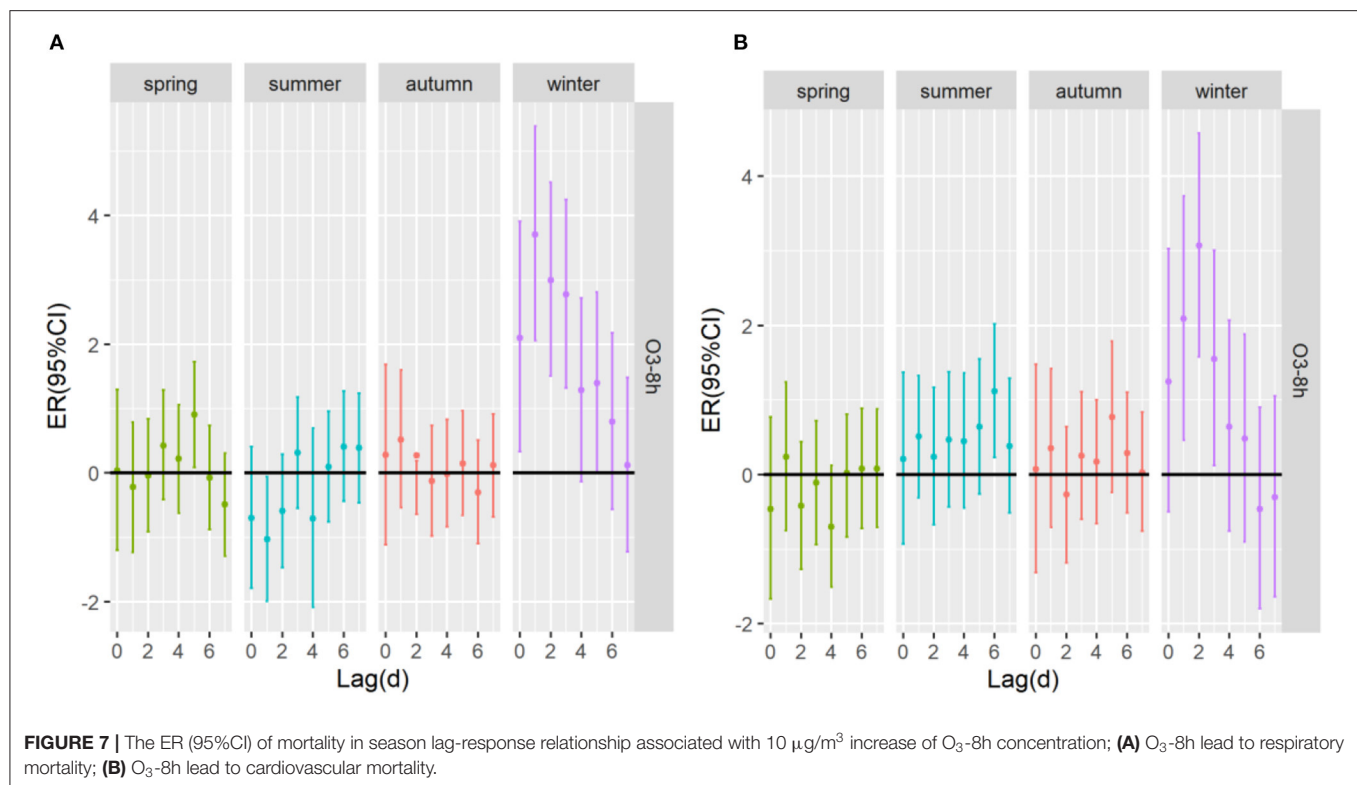 A
spring summer autumn winter
4
2
0
-2
ER(95%CI)
O3-8h
0 2 4 6 0 2 4 6 0 2 4 6 0 2 4 6
Lag(d)
B
spring summer autumn winter
4
2
0
-2
ER(95%CI)
O3-8h
0 2 4 6 0 2 4 6 0 2 4 6 0 2 4 6
Lag(d)
FIGURE 7 | The ER (95%CI) of mortality in season lag-response relationship associated with 10 μg/m³ increase of O₃-8h concentration; (A) O₃-8h lead to respiratory
mortality; (B) O₃-8h lead to cardiovascular mortality.